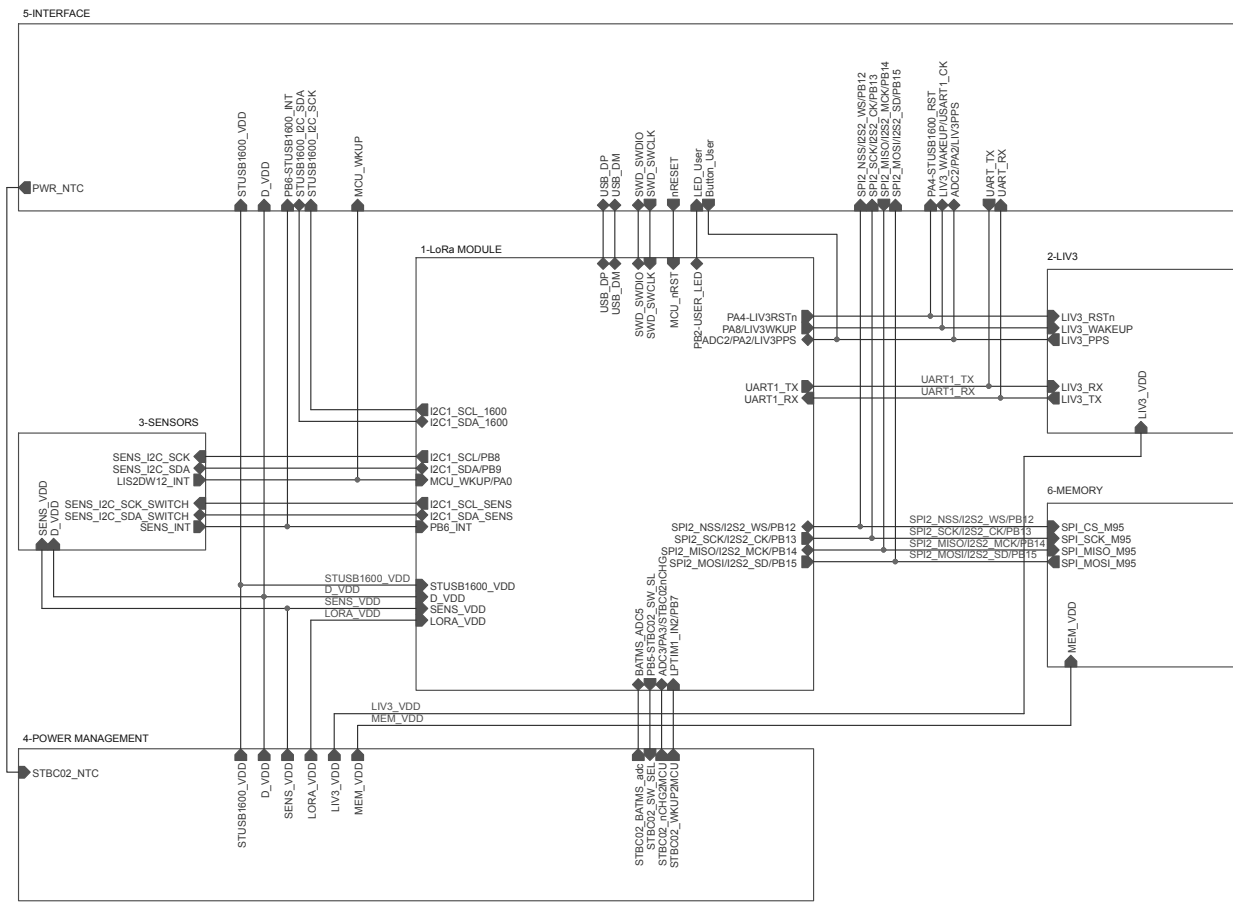 5-INTERFACE
PWR_NTC
STUSB1600_VDD
D_VDD
PB6-STUSB1600_INT
STUSB1600_I2C_SDA
STUSB1600_I2C_SCK
MCU_WKUP
USB_DP
USB_DM
SWD_SWDIO
SWD_SWCLK
nRESET
LED_User
Button_User
SPI2_NSS/I2S2_WS/PB12
SPI2_SCK/I2S2_CK/PB13
SPI2_MISO/I2S2_MCK/PB14
SPI2_MOSI/I2S2_SD/PB15
PA4-STUSB1600_RST
LIV3_WAKEUP/USART1_CK
ADC2/PA2/LIV3PPS
UART_TX
UART_RX
1-LoRa MODULE
USB_DP
USB_DM
SWD_SWDIO
SWD_SWCLK
MCU_nRST
PB2-USER_LED
PA4-LIV3RSTn
PA8/LIV3WKUP
ADC2/PA2/LIV3PPS
UART1_TX
UART1_RX
UART1_TX
UART1_RX
2-LIV3
LIV3_RSTn
LIV3_WAKEUP
LIV3_PPS
LIV3_RX
LIV3_TX
LIV3_VDD
I2C1_SCL_1600
I2C1_SDA_1600
I2C1_SCL/PB8
I2C1_SDA/PB9
MCU_WKUP/PA0
I2C1_SCL_SENS
I2C1_SDA_SENS
PB6_INT
3-SENSORS
SENS_I2C_SCK
SENS_I2C_SDA
LIS2DW12_INT
SENS_I2C_SCK_SWITCH
SENS_I2C_SDA_SWITCH
SENS_INT
SENS_VDD
D_VDD
STUSB1600_VDD
D_VDD
SENS_VDD
LORA_VDD
STUSB1600_VDD
D_VDD
SENS_VDD
LORA_VDD
SPI2_NSS/I2S2_WS/PB12
SPI2_SCK/I2S2_CK/PB13
SPI2_MISO/I2S2_MCK/PB14
SPI2_MOSI/I2S2_SD/PB15
SPI2_NSS/I2S2_WS/PB12
SPI2_SCK/I2S2_CK/PB13
SPI2_MISO/I2S2_MCK/PB14
SPI2_MOSI/I2S2_SD/PB15
6-MEMORY
SPI_CS_M95
SPI_SCK_M95
SPI_MISO_M95
SPI_MOSI_M95
MEM_VDD
BATMS_ADC5
PB5-STBC02_SW_SL
ADC3/PA3/STBC02nCHG
LPTIM1_IN2/PB7
LIV3_VDD
MEM_VDD
4-POWER MANAGEMENT
STBC02_NTC
STUSB1600_VDD
D_VDD
SENS_VDD
LORA_VDD
LIV3_VDD
MEM_VDD
STBC02_BATMS_adc
STBC02_SW_SEL
STBC02_nCHG2MCU
STBC02_WKUP2MCU